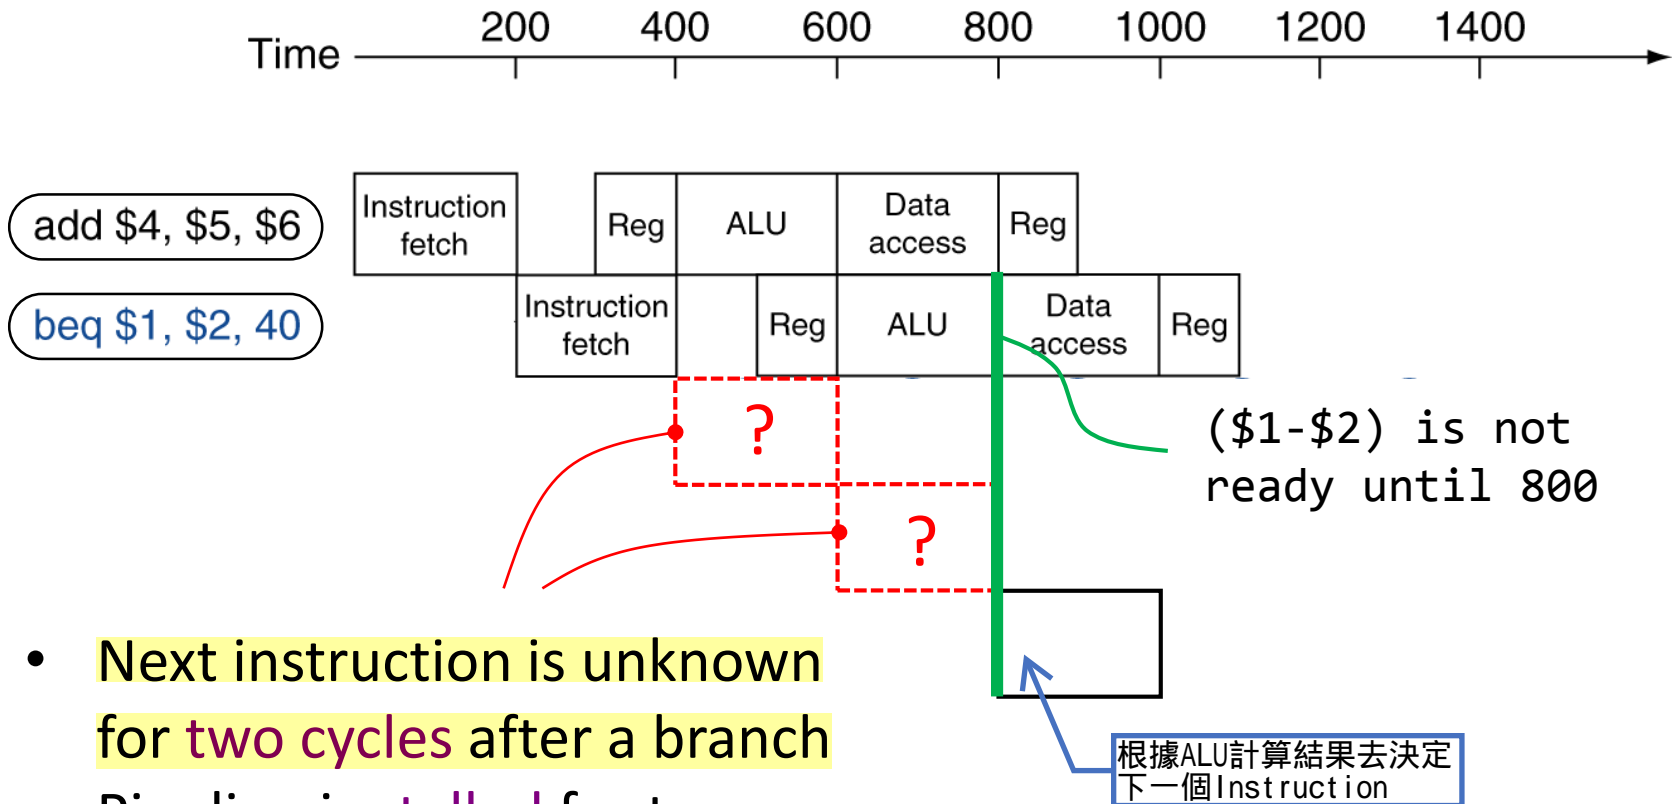 200 400 600 800 1000 1200 1400
Time
add $4, $5, $6
Instruction
fetch
Reg
ALU
Data
access
Reg
beq $1, $2, 40
Instruction
fetch
Reg
ALU
Data
access
Reg
?
($1-$2) is not
ready until 800
?
• Next instruction is unknown
for two cycles after a branch
根據ALU計算結果去決定
下一個Instruction